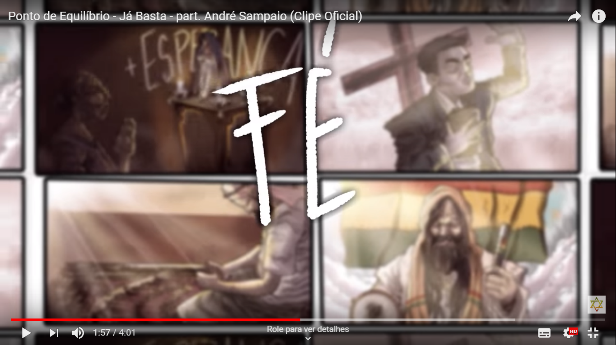 Ponto de Equilíbrio - Já Basta - part. André Sampaio (Clipe Oficial)
+ ESPERANÇA
FÉ
1:57 / 4:01
HD
Role para ver detalhes